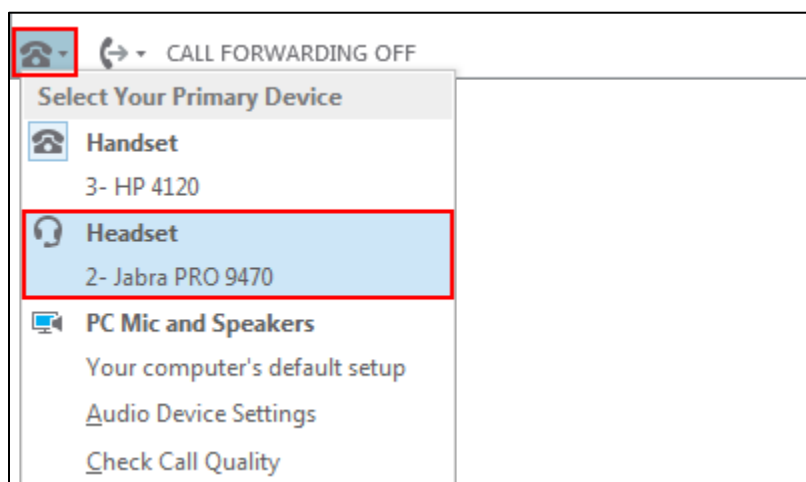 CALL FORWARDING OFF
Select Your Primary Device
Handset
3- HP 4120
Headset
2- Jabra PRO 9470
PC Mic and Speakers
Your computer's default setup
Audio Device Settings
Check Call Quality